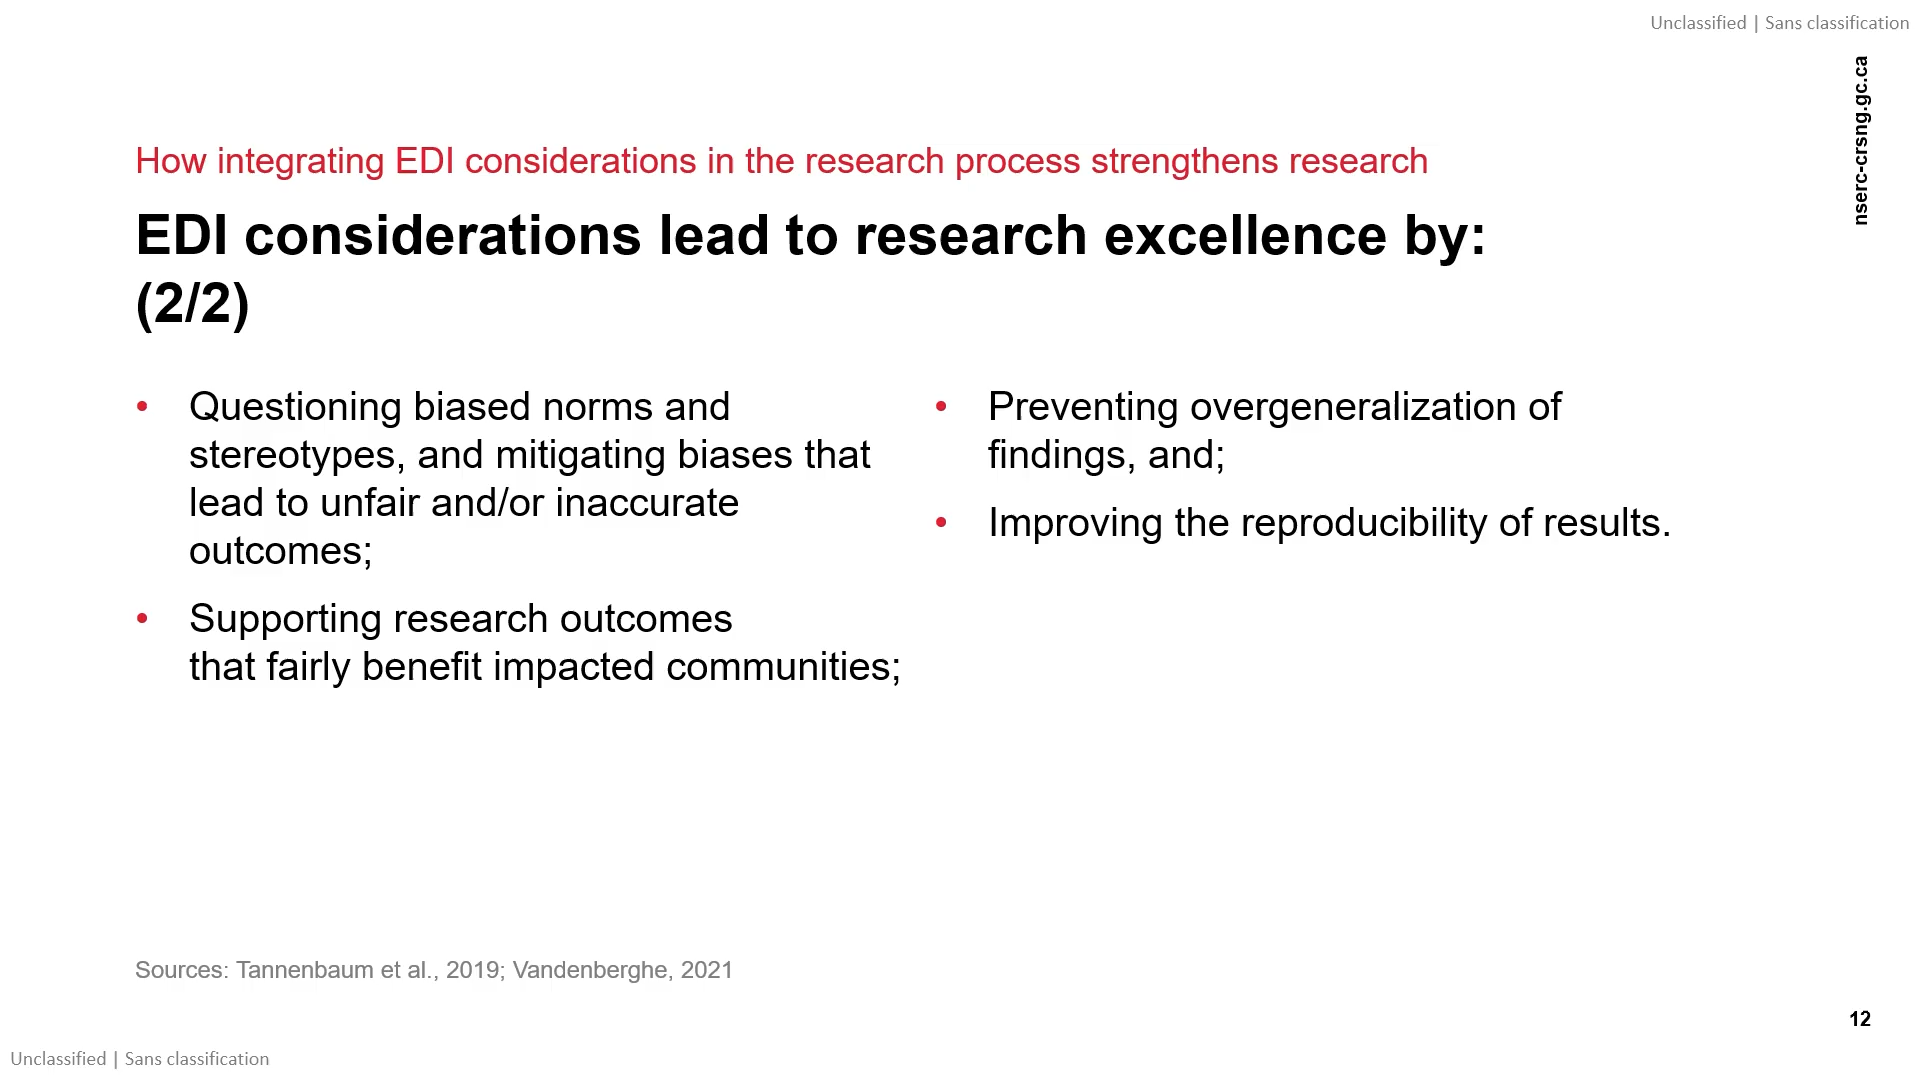 Unclassified | Sans classification
nserc-crsng.gc.ca
How integrating EDI considerations in the research process strengthens research
EDI considerations lead to research excellence by:
(2/2)
• Questioning biased norms and
stereotypes, and mitigating biases that
lead to unfair and/or inaccurate
outcomes;
• Supporting research outcomes
that fairly benefit impacted communities;
• Preventing overgeneralization of
findings, and;
• Improving the reproducibility of results.
Sources: Tannenbaum et al., 2019; Vandenberghe, 2021
12
Unclassified | Sans classification